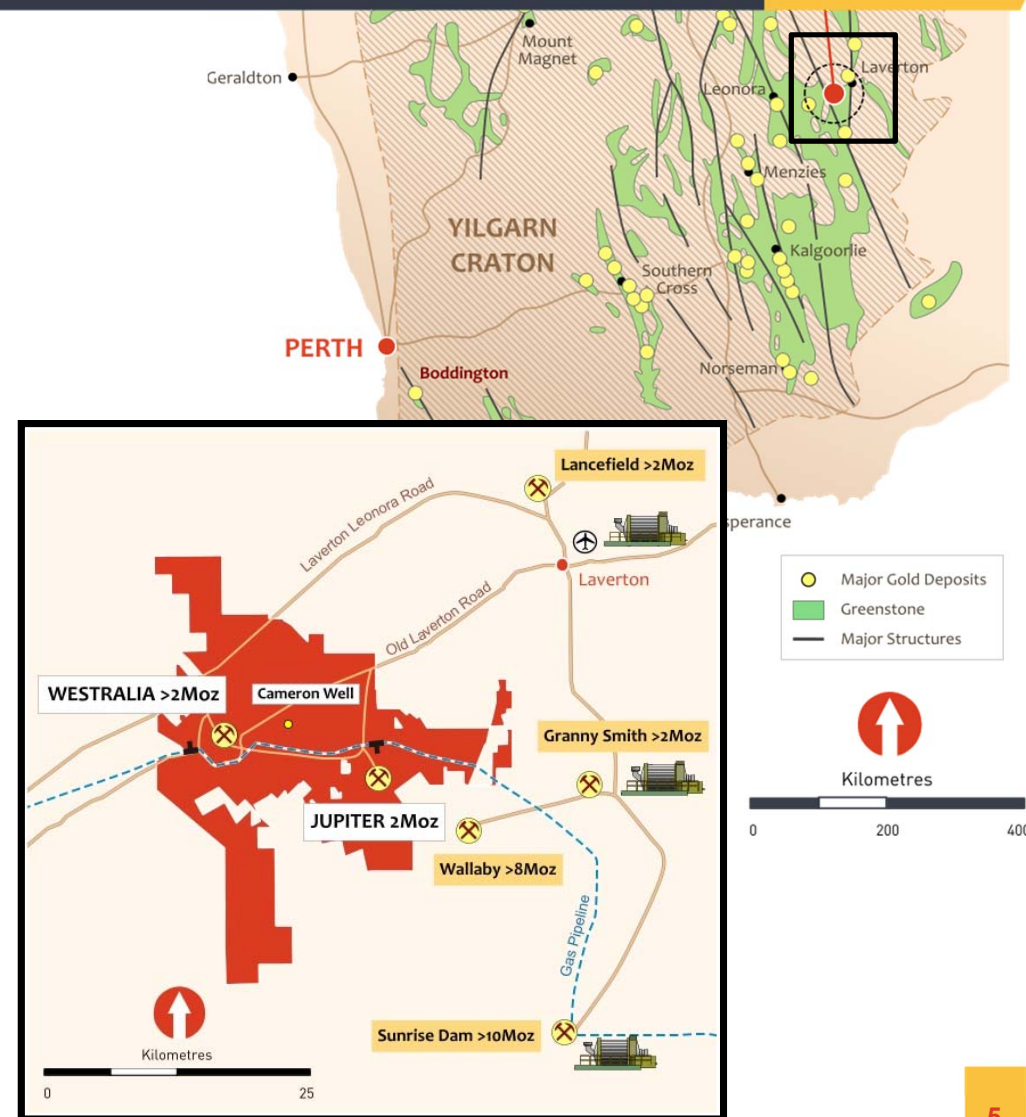 Mount
Magnet
Geraldton
Laverton
Leonora
Menzies
YILGARN
CRATON
Kalgoorlie
Southern
Cross
PERTH
Norseman
Boddington
sperance
Major Gold Deposits
Greenstone
Major Structures
Kilometres
0 200 400
Lancefield >2Moz
Laverton Leonora Road
Laverton
Old Laverton Road
WESTRALIA >2Moz
Cameron Well
Granny Smith >2Moz
JUPITER 2Moz
Wallaby >8Moz
Gas Pipeline
Sunrise Dam >10Moz
Kilometres
0 25
5